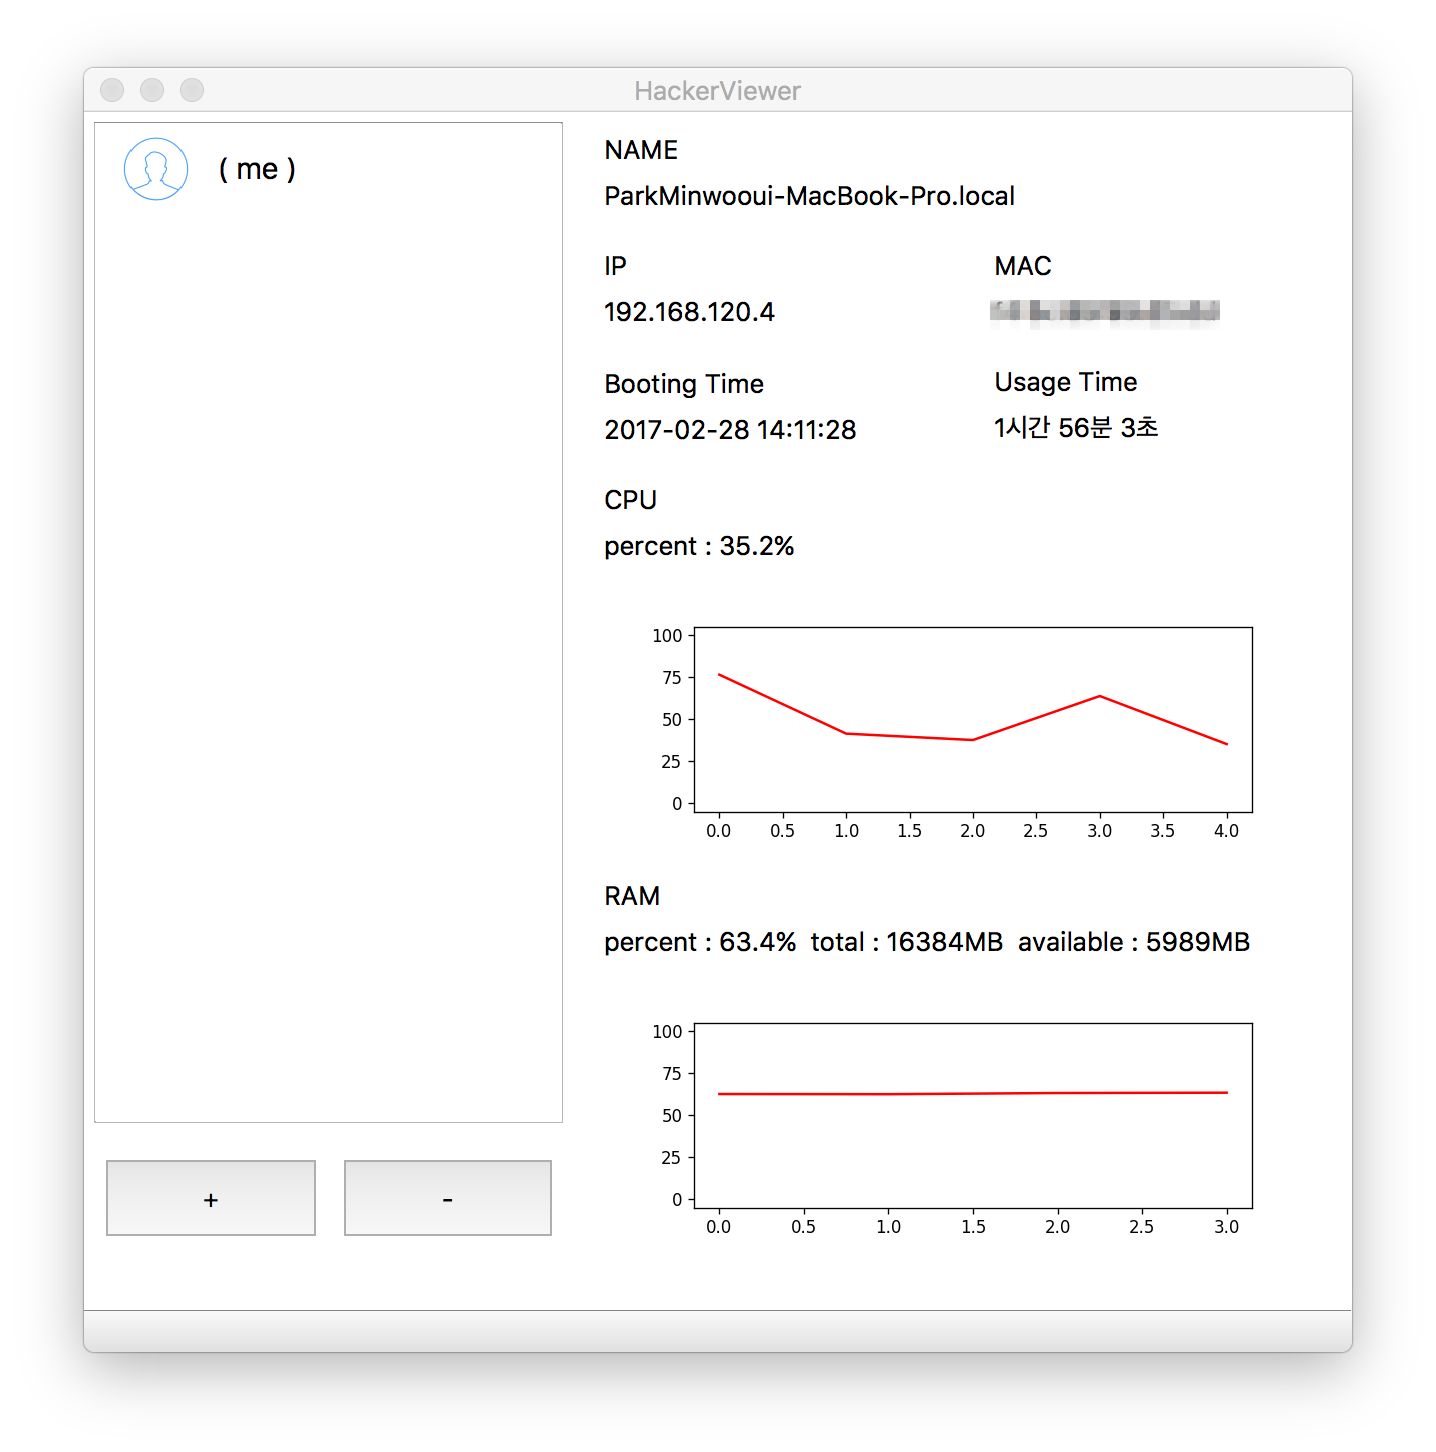 HackerViewer
( me )
+
-
NAME
ParkMinwooui-MacBook-Pro.local
IP
192.168.120.4
MAC
Booting Time
2017-02-28 14:11:28
Usage Time
1시간 56분 3초
CPU
percent : 35.2%
100
75
50
25
0
0.0 0.5 1.0 1.5 2.0 2.5 3.0 3.5 4.0
RAM
percent : 63.4% total : 16384MB available : 5989MB
100
75
50
25
0
0.0 0.5 1.0 1.5 2.0 2.5 3.0